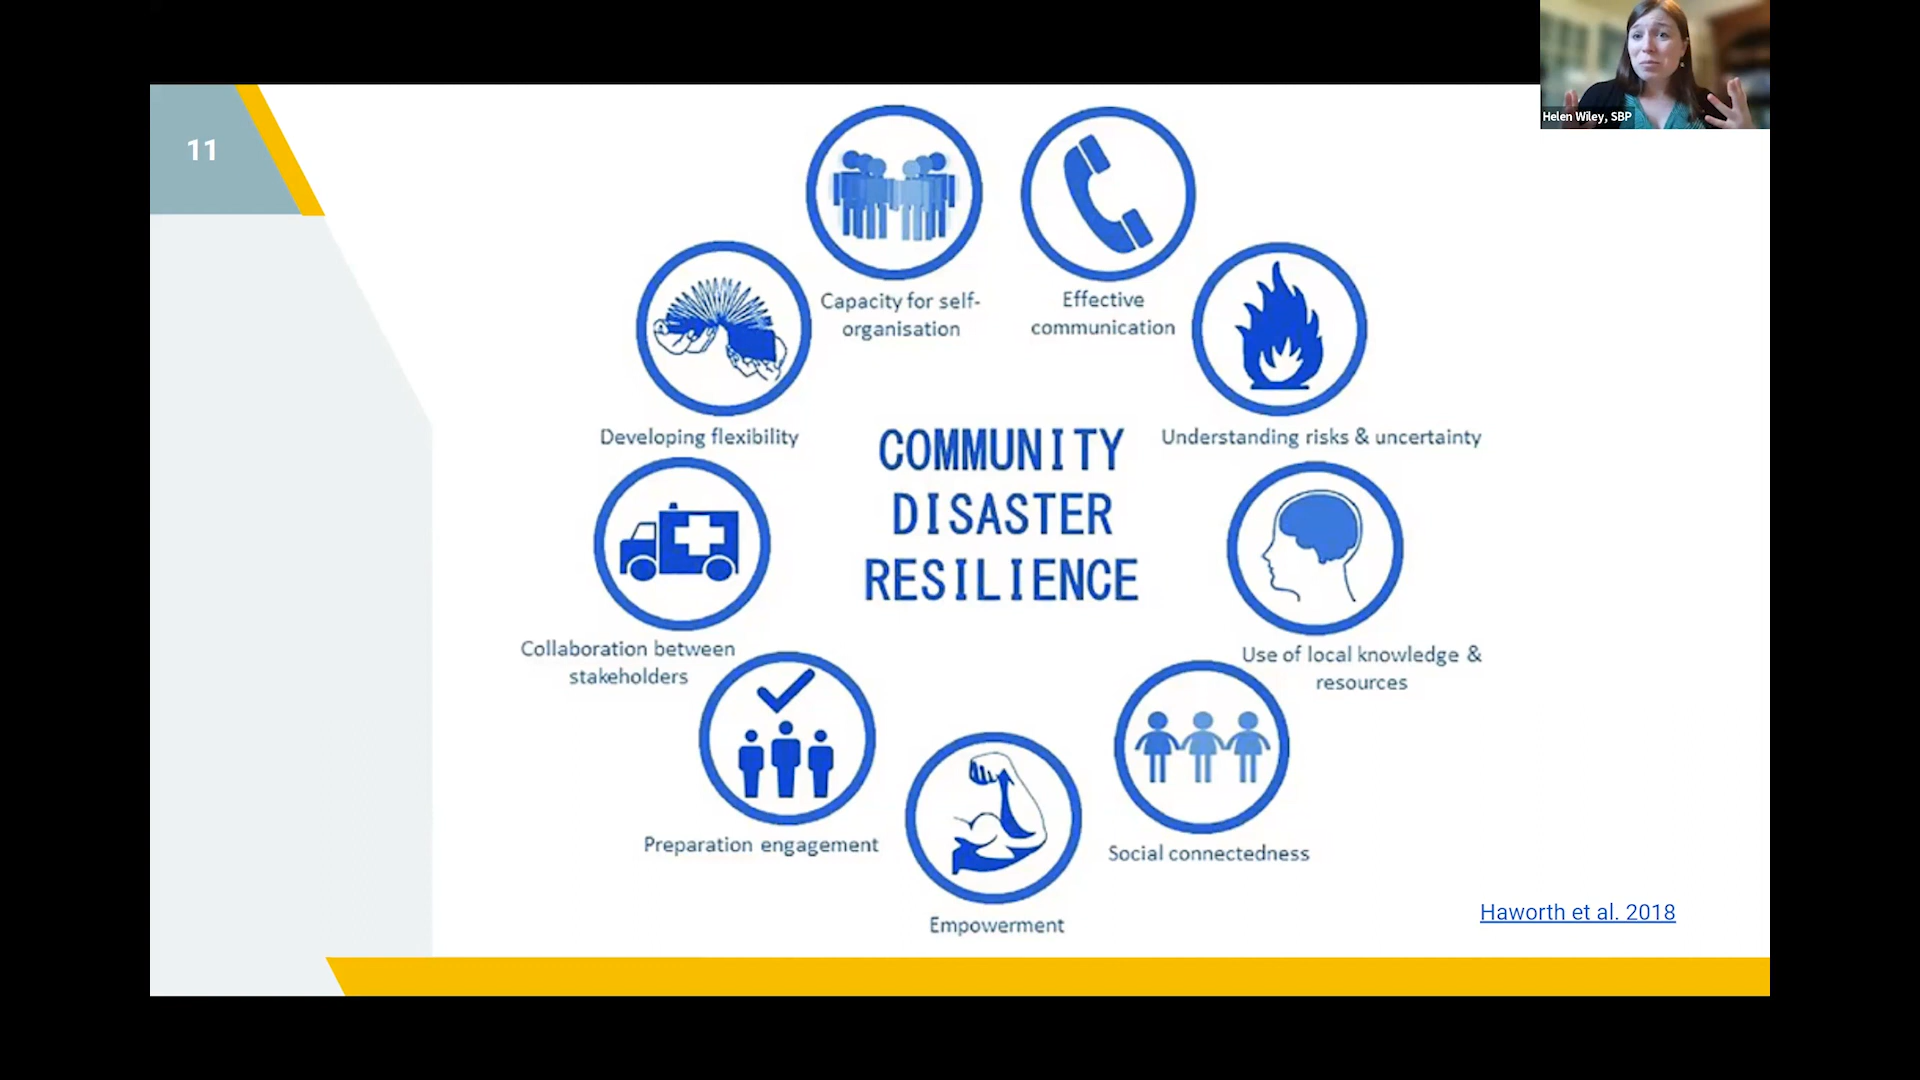 Helen Wiley, SBP
11
Capacity for self-
organisation
Effective
communication
Developing flexibility
Understanding risks & uncertainty
COMMUNITY
DISASTER
RESILIENCE
Collaboration between
stakeholders
Use of local knowledge &
resources
Preparation engagement
Social connectedness
Empowerment
Haworth et al. 2018